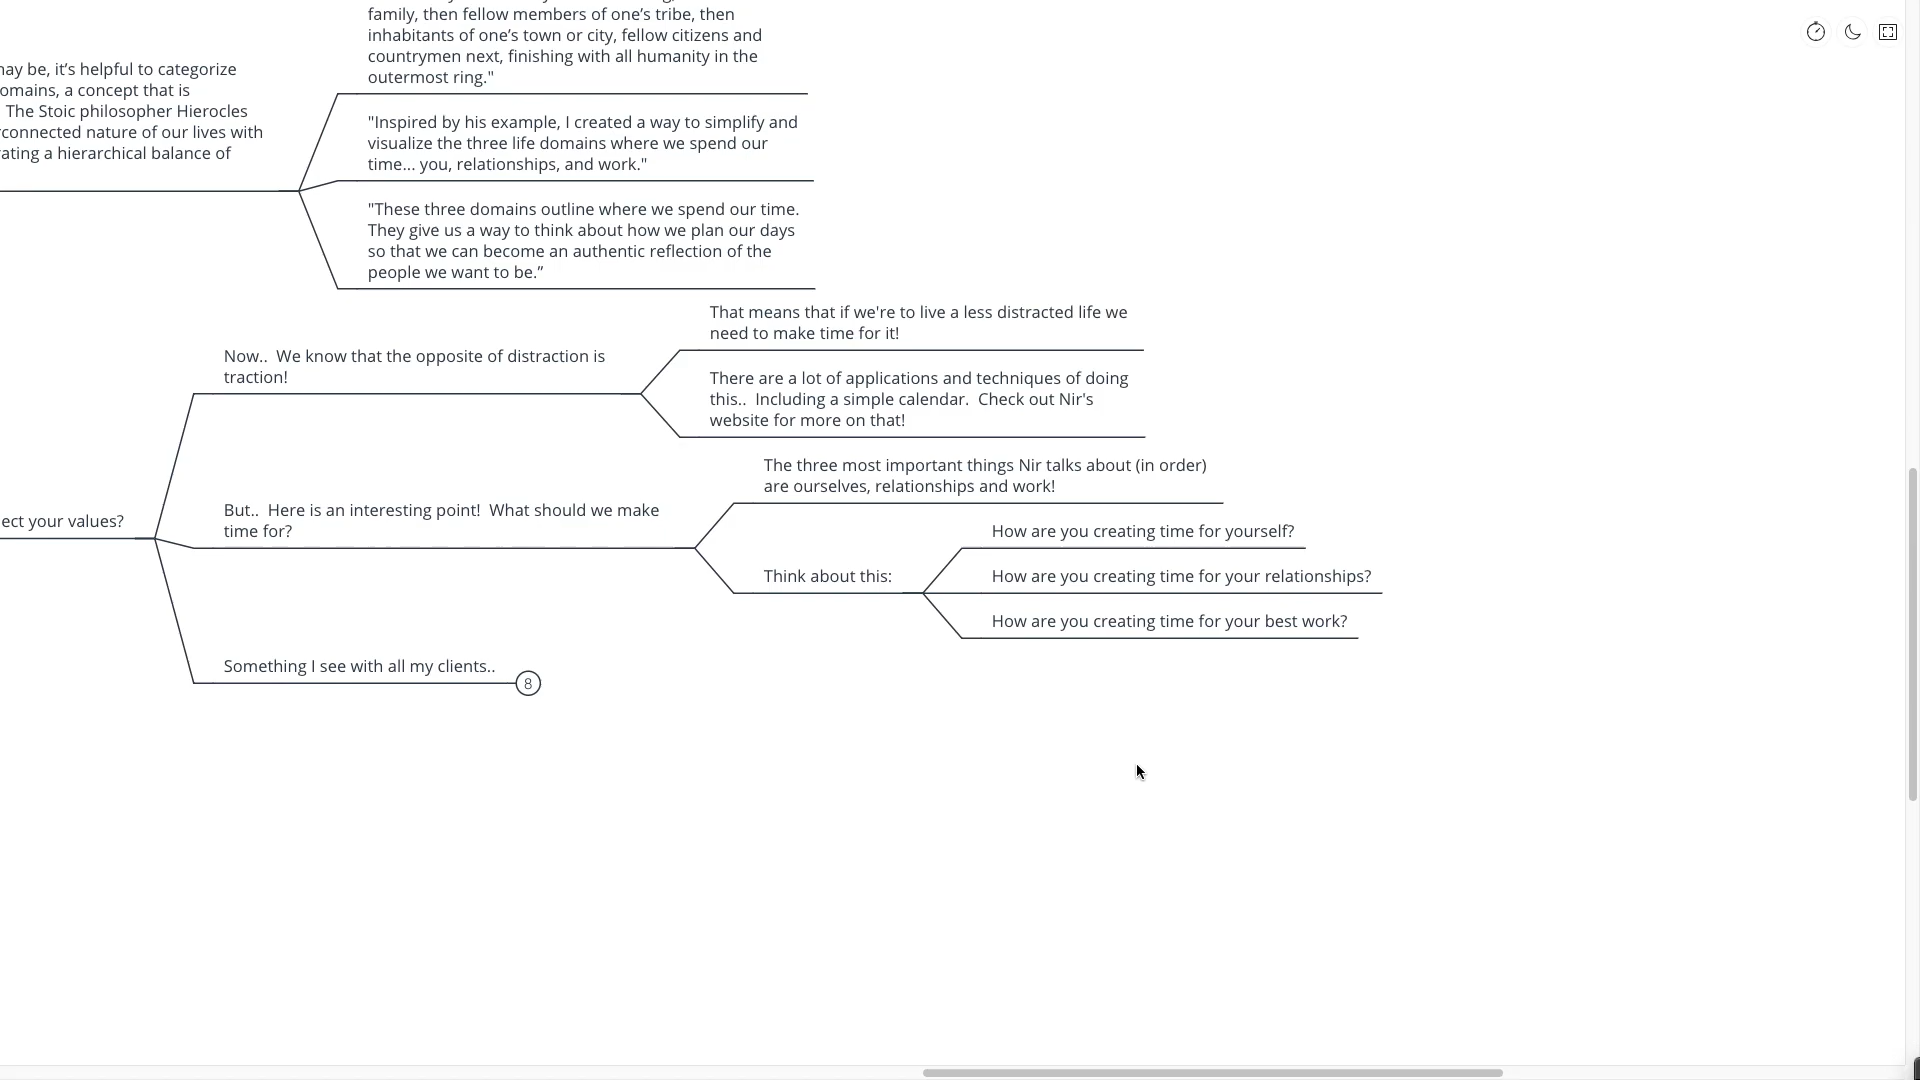 family, then fellow members of one's tribe, then
inhabitants of one's town or city, fellow citizens and
countrymen next, finishing with all humanity in the
outermost ring."
may be, it's helpful to categorize
omains, a concept that is
The Stoic philosopher Hierocles
connected nature of our lives with
rating a hierarchical balance of
"Inspired by his example, I created a way to simplify and
visualize the three life domains where we spend our
time... you, relationships, and work."
"These three domains outline where we spend our time.
They give us a way to think about how we plan our days
so that we can become an authentic reflection of the
people we want to be.”
ect your values?
Now..  We know that the opposite of distraction is
traction!
That means that if we're to live a less distracted life we
need to make time for it!
There are a lot of applications and techniques of doing
this..  Including a simple calendar.  Check out Nir's
website for more on that!
But..  Here is an interesting point!  What should we make
time for?
The three most important things Nir talks about (in order)
are ourselves, relationships and work!
Think about this:
How are you creating time for yourself?
How are you creating time for your relationships?
How are you creating time for your best work?
Something I see with all my clients..
8